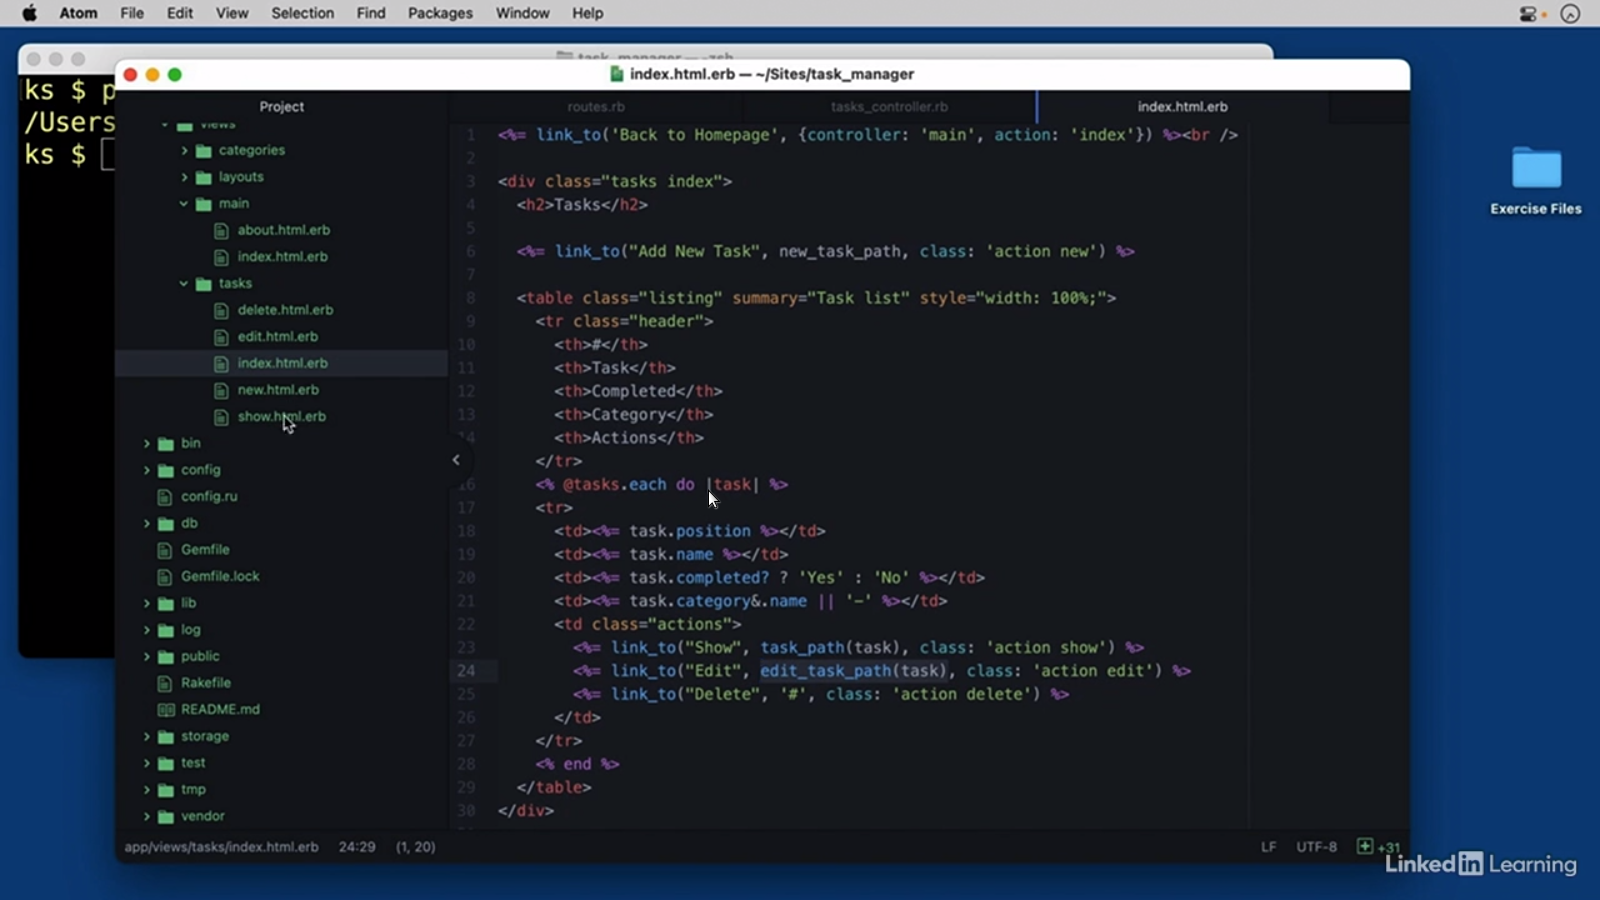 Atom File Edit View Selection Find Packages Window Help
task_manager — -zsh
index.html.erb — ~/Sites/task_manager
ks $ p
/Users
ks $
Project
views
categories
layouts
main
about.html.erb
index.html.erb
tasks
delete.html.erb
edit.html.erb
index.html.erb
new.html.erb
show.html.erb
bin
config
config.ru
db
Gemfile
Gemfile.lock
lib
log
public
Rakefile
README.md
storage
test
tmp
vendor
routes.rb tasks_controller.rb index.html.erb
1 <%= link_to('Back to Homepage', {controller: 'main', action: 'index'}) %><br />
2
3 <div class="tasks index">
4 <h2>Tasks</h2>
5
6 <%= link_to("Add New Task", new_task_path, class: 'action new') %>
7
8 <table class="listing" summary="Task list" style="width: 100%;">
9 <tr class="header">
10 <th>#</th>
11 <th>Task</th>
12 <th>Completed</th>
13 <th>Category</th>
14 <th>Actions</th>
</tr>
16 <% @tasks.each do |task| %>
17 <tr>
18 <td><%= task.position %></td>
19 <td><%= task.name %></td>
20 <td><%= task.completed? ? 'Yes' : 'No' %></td>
21 <td><%= task.category&.name || '-' %></td>
22 <td class="actions">
23 <%= link_to("Show", task_path(task), class: 'action show') %>
24 <%= link_to("Edit", edit_task_path(task), class: 'action edit') %>
25 <%= link_to("Delete", '#', class: 'action delete') %>
26 </td>
27 </tr>
28 <% end %>
29 </table>
30 </div>
app/views/tasks/index.html.erb 24:29 (1, 20) LF UTF-8 +31
Exercise Files
Linked in Learning